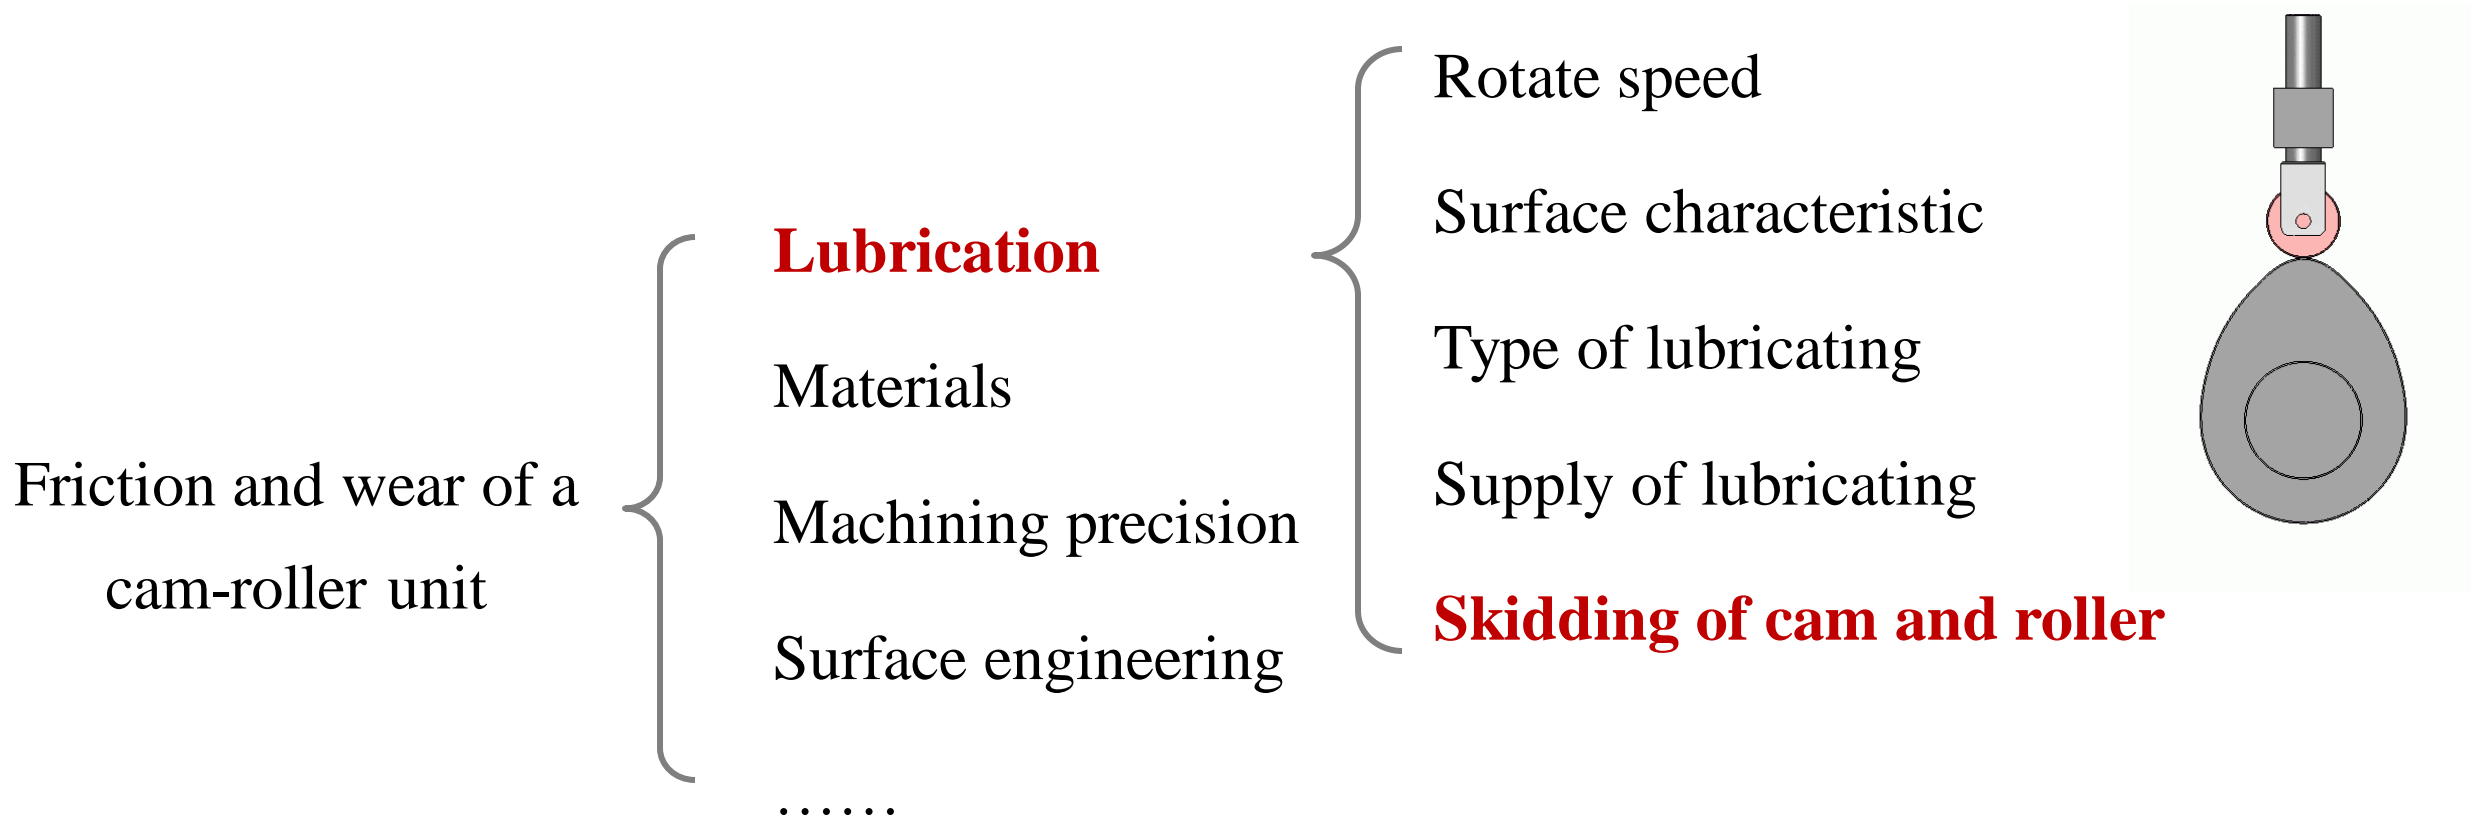 Friction and wear of a
cam-roller unit
Lubrication
Materials
Machining precision
Surface engineering
……
Rotate speed
Surface characteristic
Type of lubricating
Supply of lubricating
Skidding of cam and roller